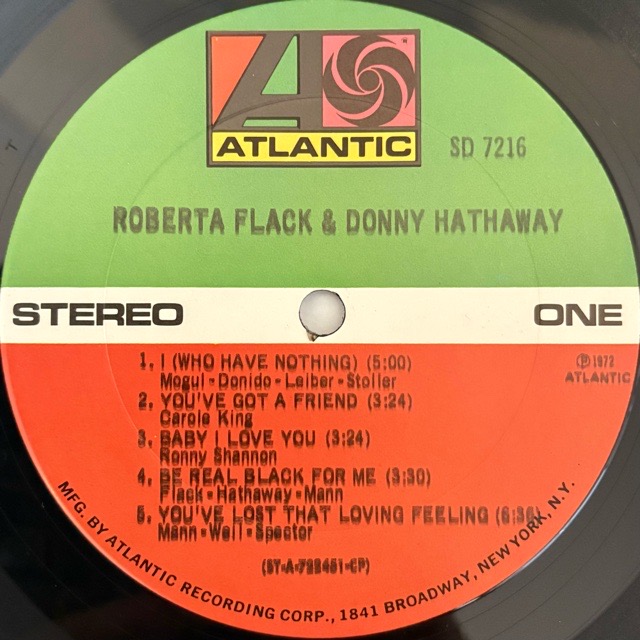 ATLANTIC
SD 7216
ROBERTA FLACK & DONNY HATHAWAY
STEREO
ONE
1. I (WHO HAVE NOTHING) (5:00)
Mogul-Donido-Leiber-Stoller
2. YOU'VE GOT A FRIEND (3:24)
Carole King
3. BABY I LOVE YOU (3:24)
Ronny Shannon
4. BE REAL BLACK FOR ME (3:30)
Flack-Hathaway-Mann
5. YOU'VE LOST THAT LOVING FEELING (6:36)
Mann-Weil-Spector
Ⓟ 1972
ATLANTIC
MFG. BY ATLANTIC RECORDING CORP., 1841 BROADWAY, NEW YORK, N.Y.